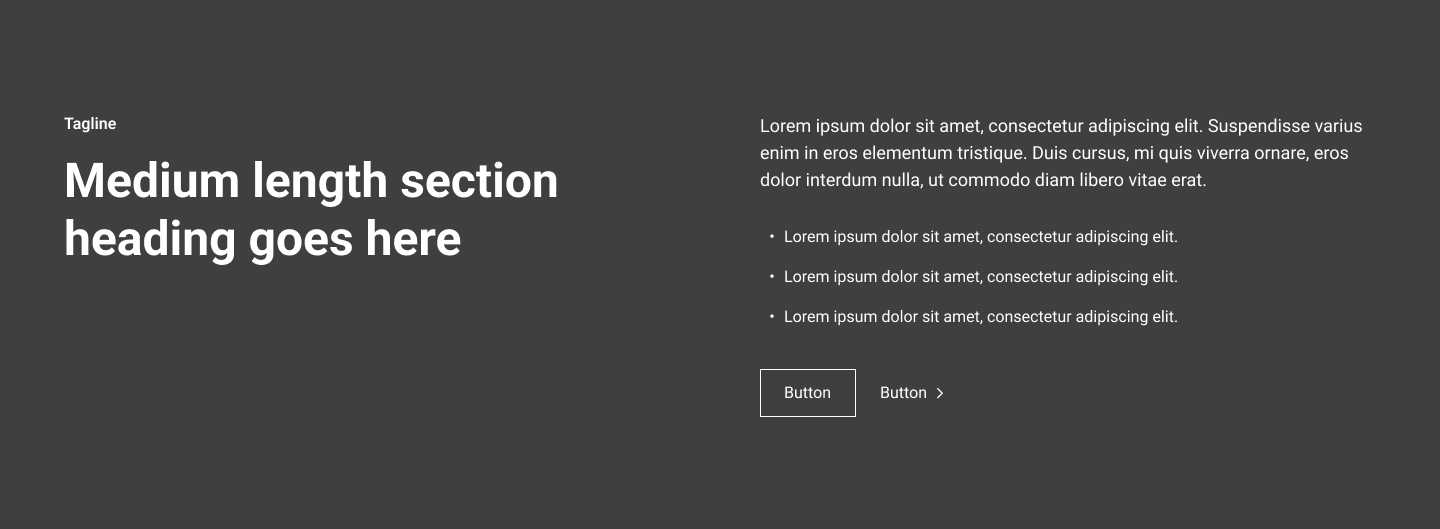 Tagline
Medium length section
heading goes here
Lorem ipsum dolor sit amet, consectetur adipiscing elit. Suspendisse varius
enim in eros elementum tristique. Duis cursus, mi quis viverra ornare, eros
dolor interdum nulla, ut commodo diam libero vitae erat.
• Lorem ipsum dolor sit amet, consectetur adipiscing elit.
• Lorem ipsum dolor sit amet, consectetur adipiscing elit.
• Lorem ipsum dolor sit amet, consectetur adipiscing elit.
Button
Button